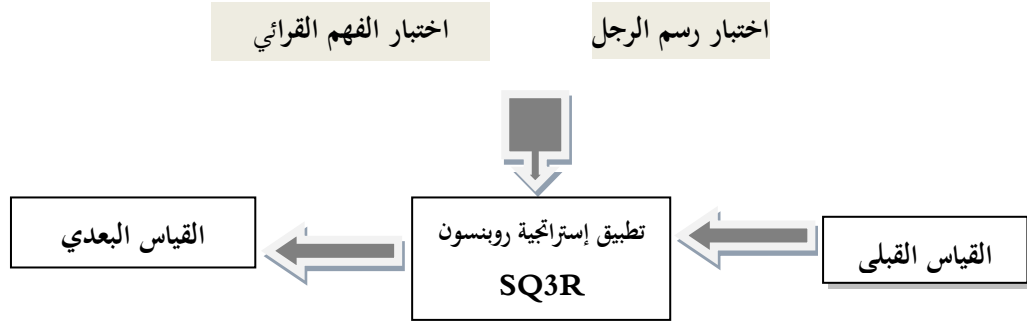 اختبار رسم الرجل
اختبار الفهم القرائي
القياس القبلى
تطبيق إستراتجية روبنسون
SQ3R
القياس البعدي